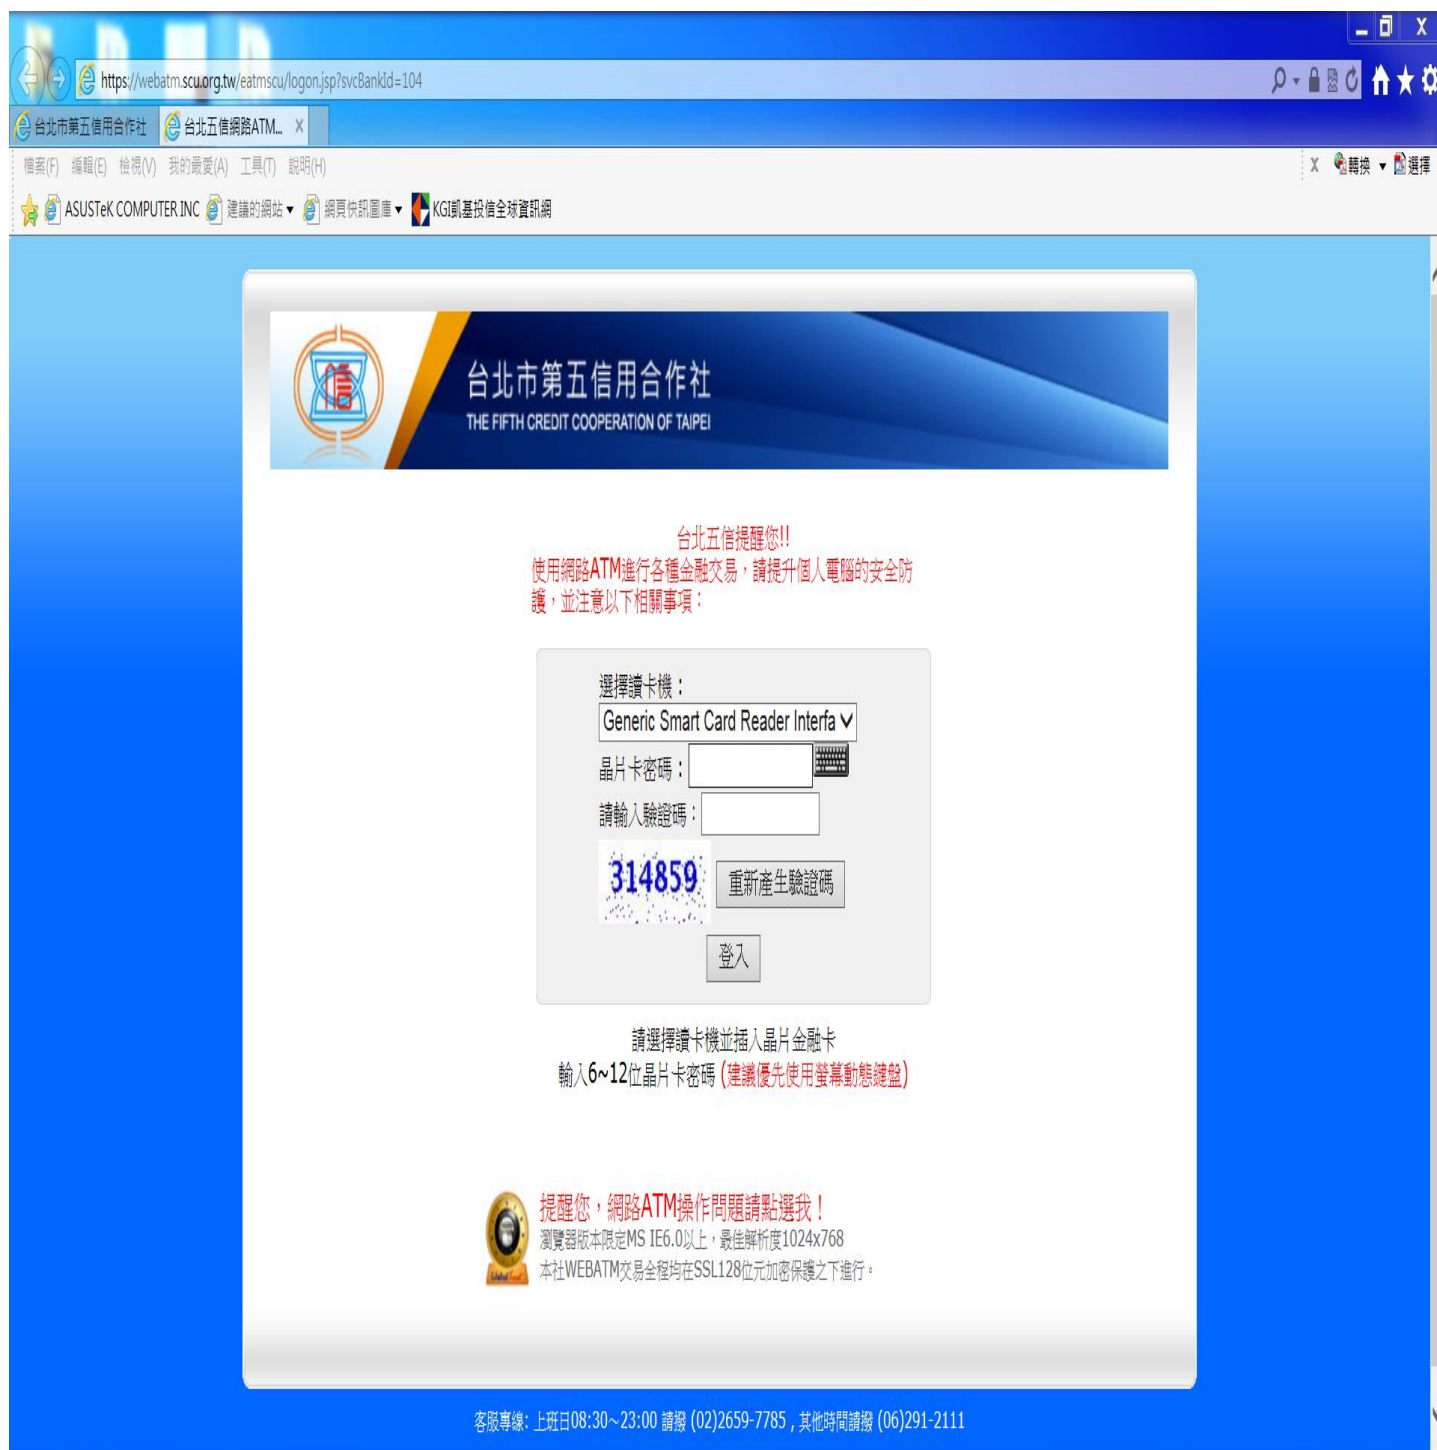 https://webatm.scu.org.tw/eatmscu/logon.jsp?svcBankId=104
台北市第五信用合作社
台北五信網路ATM...
X
檔案(F) 編輯(E) 檢視(V) 我的最愛(A) 工具(T) 說明(H)
X 轉換 ▼ 選擇
ASUSTeK COMPUTER INC 建議的網站 ▼ 網頁快訊圖庫 ▼ KGI凱基投信全球資訊網
信
台北市第五信用合作社
THE FIFTH CREDIT COOPERATION OF TAIPEI
台北五信提醒您!!
使用網路ATM進行各種金融交易，請提升個人電腦的安全防
護，並注意以下相關事項：
選擇讀卡機：
Generic Smart Card Reader Interfa
晶片卡密碼：
請輸入驗證碼：
314859 重新產生驗證碼
登入
請選擇讀卡機並插入晶片金融卡
輸入6~12位晶片卡密碼 (建議優先使用螢幕動態鍵盤)
提醒您，網路ATM操作問題請點選我！
瀏覽器版本限定MS IE6.0以上，最佳解析度1024x768
本社WEBATM交易全程均在SSL128位元加密保護之下進行。
客服專線: 上班日08:30~23:00 請撥 (02)2659-7785 , 其他時間請撥 (06)291-2111